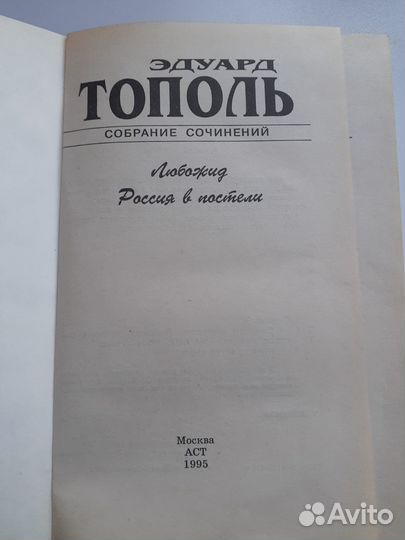 ЭДУАРД
ТОПОЛЬ
СОБРАНИЕ СОЧИНЕНИЙ
Любожид
Россия в постели
Москва
АСТ
1995
Avito